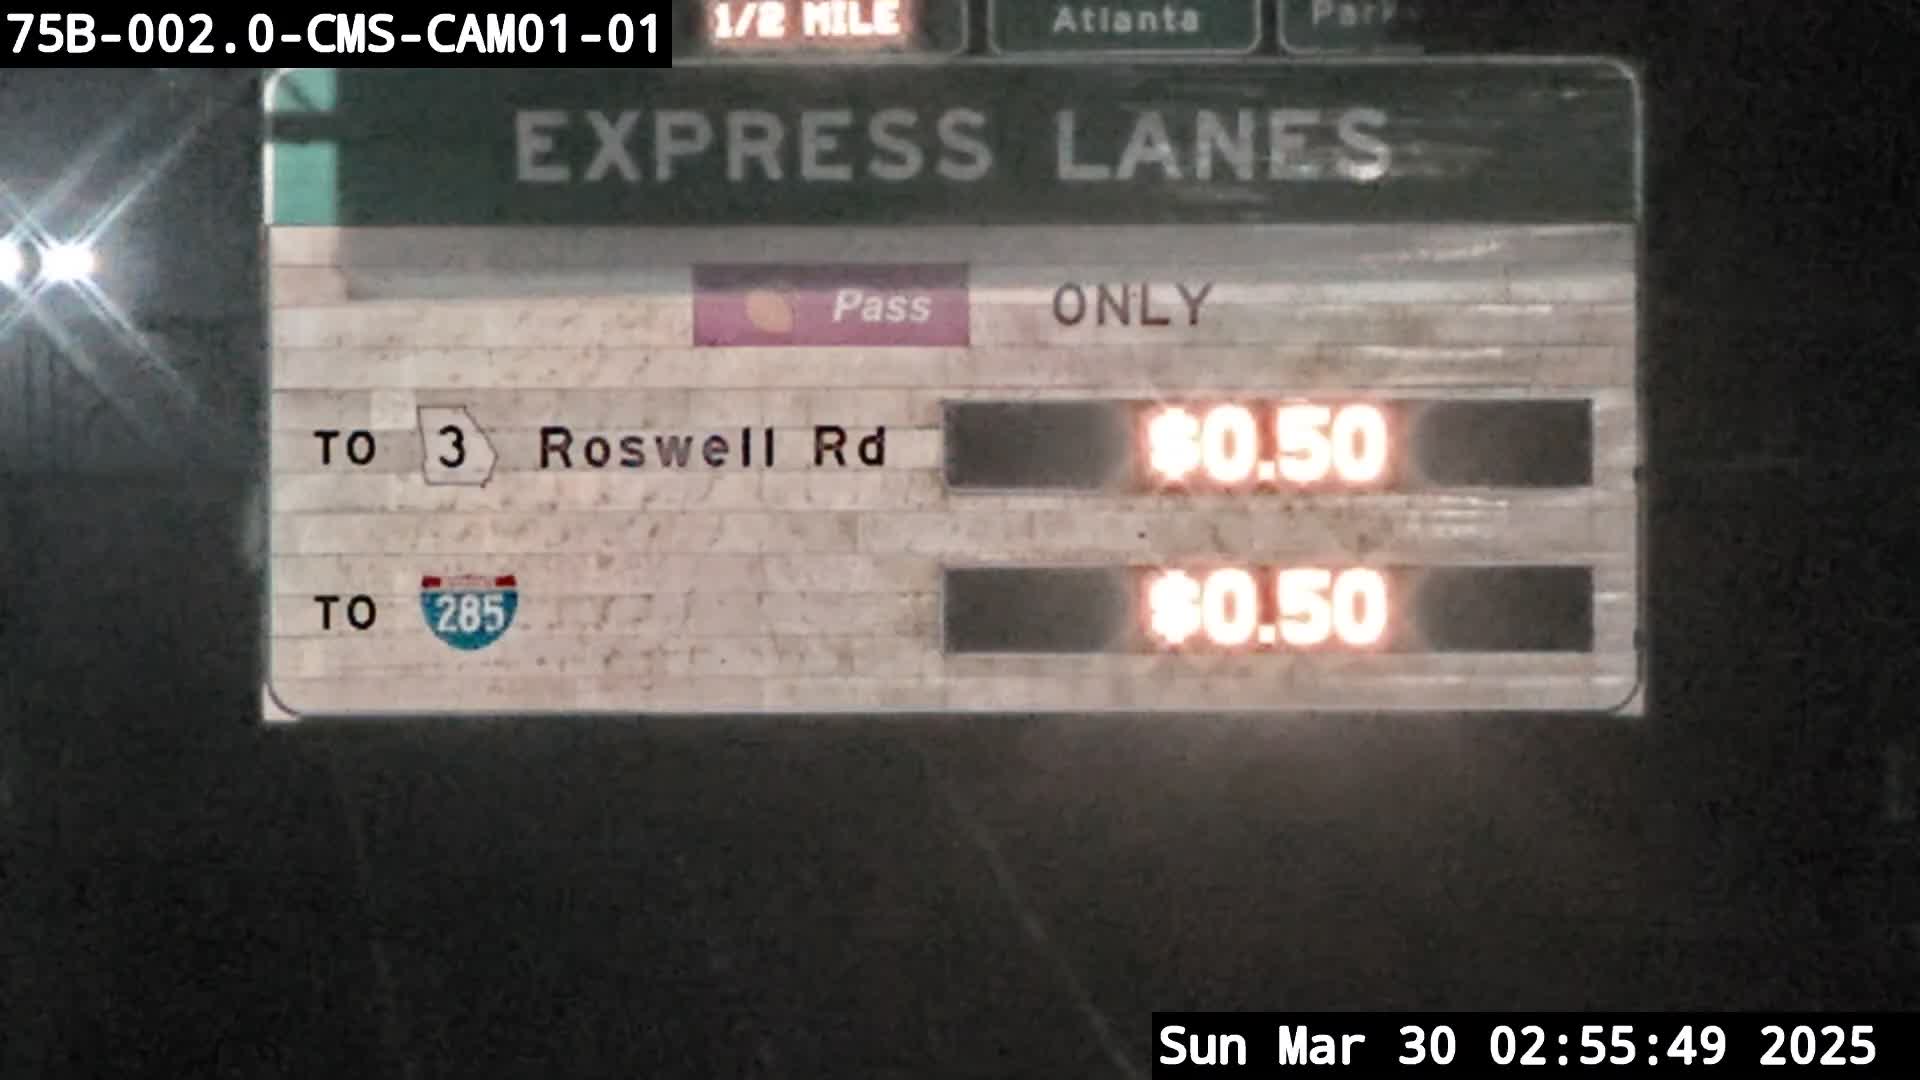 75B-002.0-CMS-CAM01-01
1/2 MILE
Atlanta
EXPRESS LANES
Pass ONLY
TO 3 Roswell Rd $0.50
TO 285 $0.50
Sun Mar 30 02:55:49 2025